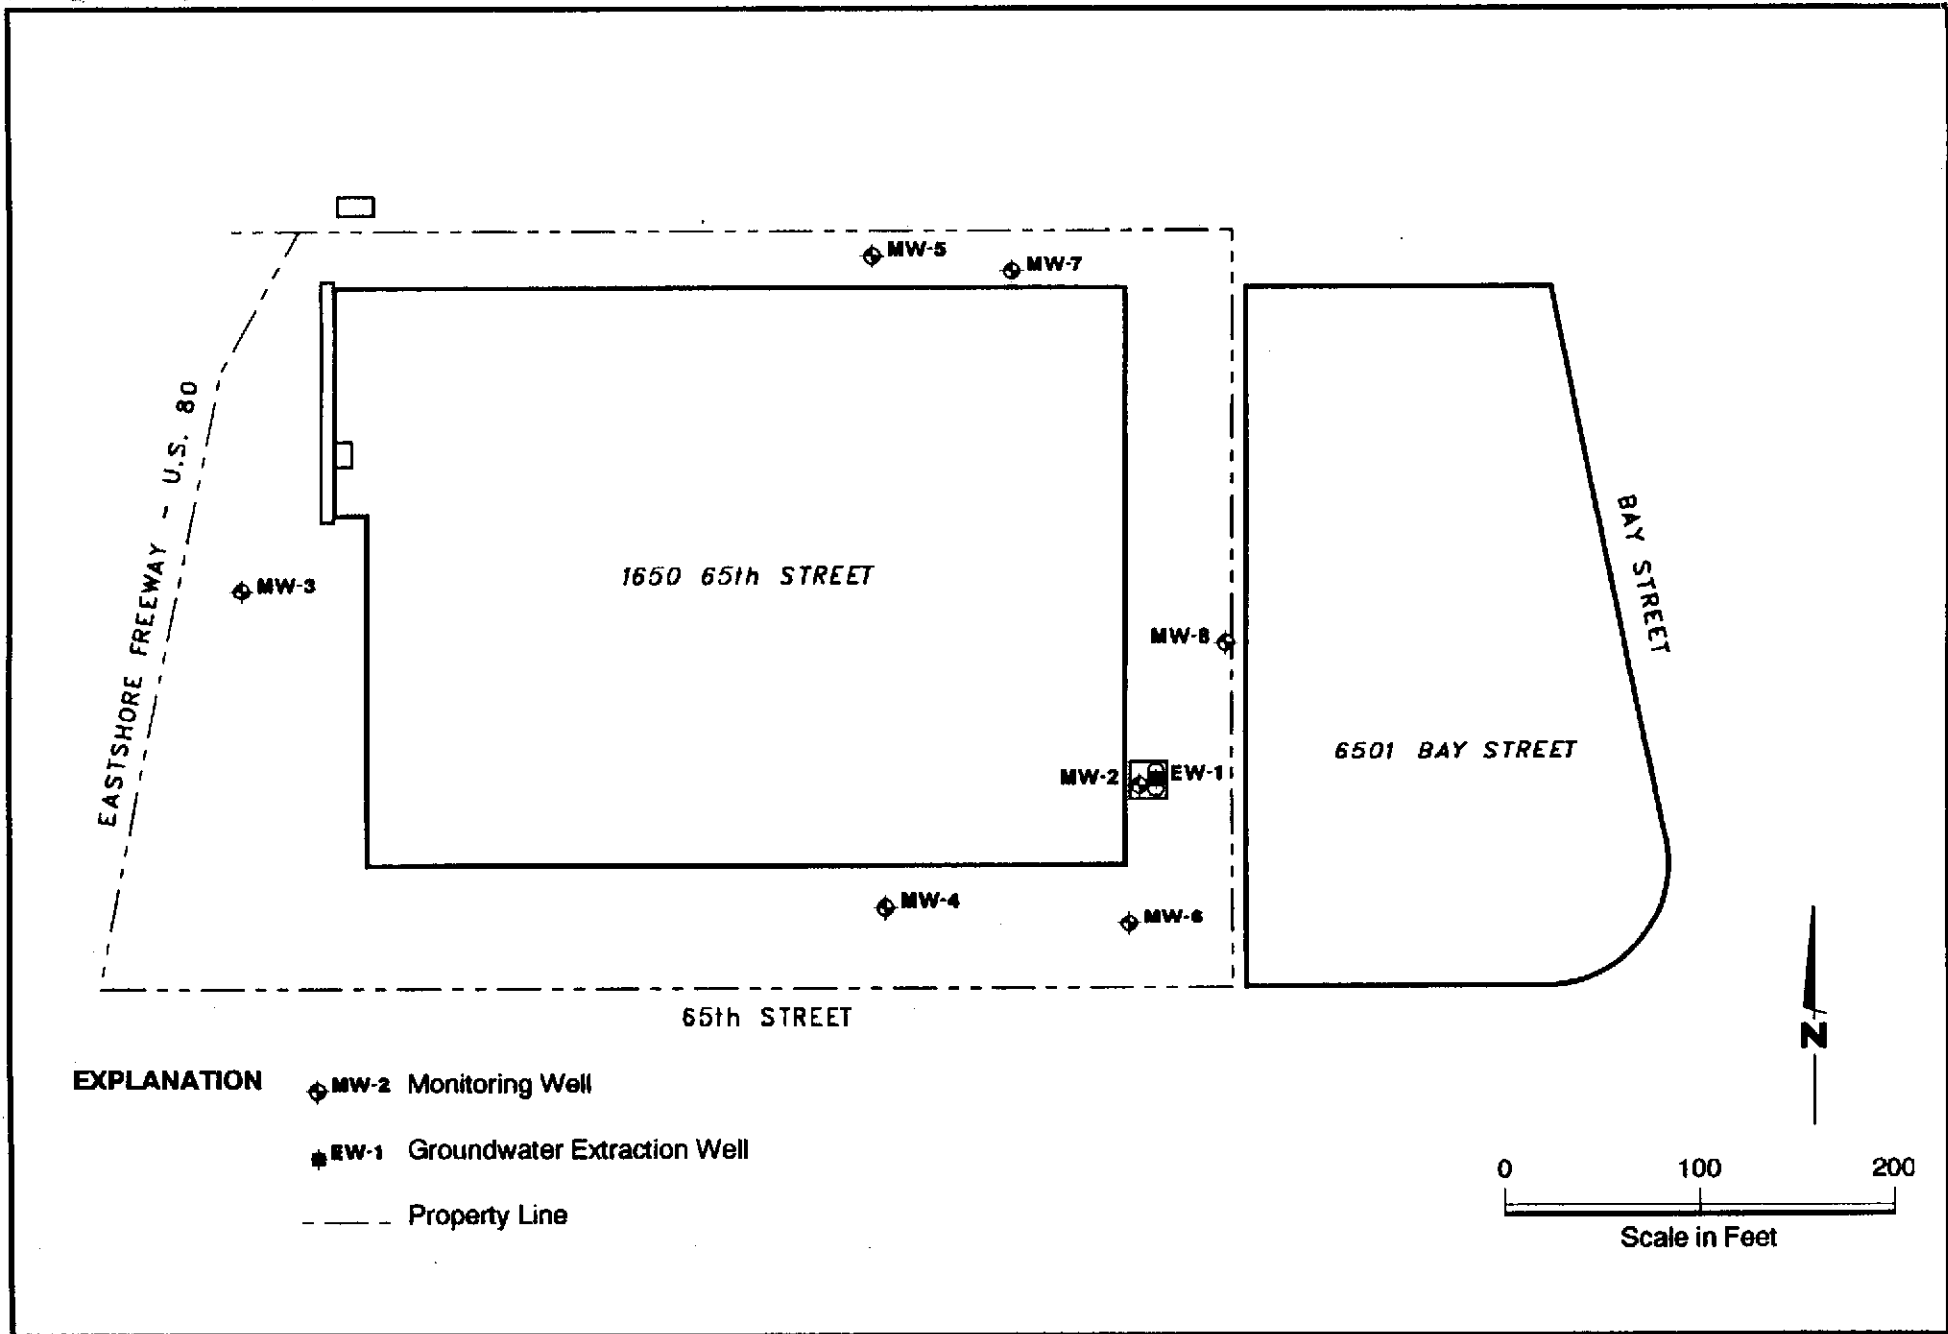 MW-5
MW-7
EASTSHORE FREEWAY - U.S. 80
BAY STREET
1650 65th STREET
MW-3
MW-8
6501 BAY STREET
MW-2
EW-1
MW-4
MW-6
65th STREET
N
EXPLANATION
MW-2 Monitoring Well
EW-1 Groundwater Extraction Well
Property Line
0 100 200
Scale in Feet